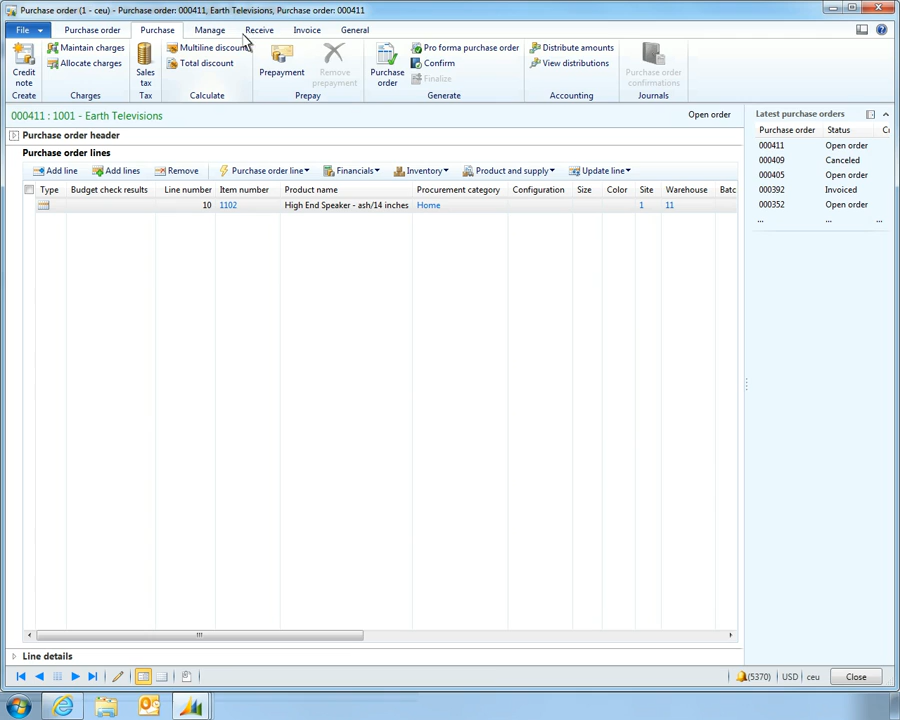 Purchase order (1 - ceu) - Purchase order: 000411, Earth Televisions, Purchase order: 000411
File Purchase order Purchase Manage Receive Invoice General
Credit note
Maintain charges
Allocate charges
Sales tax
Multiline discount
Total discount
Prepayment
Remove prepayment
Purchase order
Pro forma purchase order
Confirm
Finalize
Distribute amounts
View distributions
Purchase order confirmations
Create Charges Tax Calculate Prepay Generate Accounting Journals
000411 : 1001 - Earth Televisions Open order
Purchase order header
Purchase order lines
Add line Add lines Remove Purchase order line Financials Inventory Product and supply Update line
Type Budget check results Line number Item number Product name Procurement category Configuration Size Color Site Warehouse Batc
10 1102 High End Speaker - ash/14 inches Home 1 11
Line details
Latest purchase orders
Purchase order Status
000411 Open order
000409 Canceled
000405 Open order
000392 Invoiced
000352 Open order
... ... ...
(5370) USD ceu Close